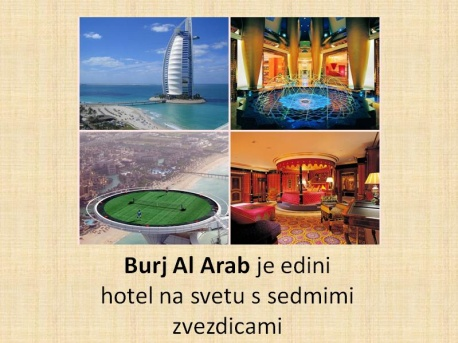 Burj Al Arab je edini
hotel na svetu s sedmimi
zvezdicami